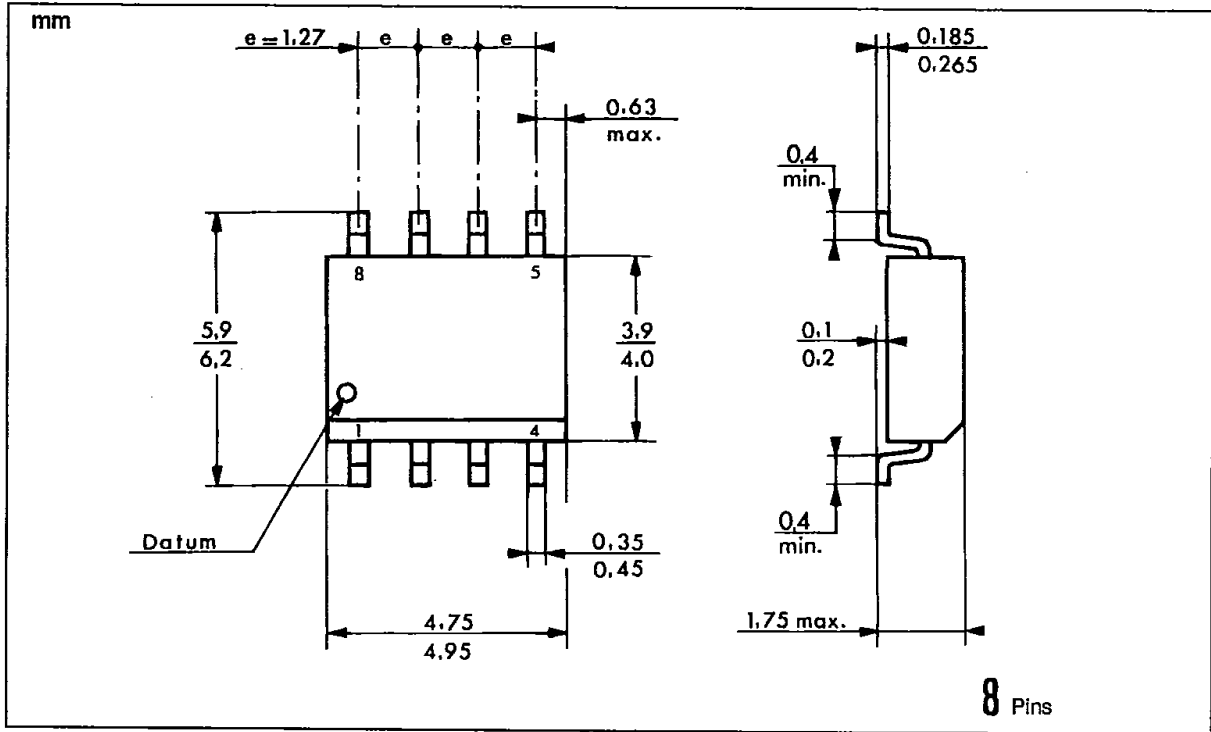 mm
e=1,27 e e e
0,63
max.
0,185
0,265
0,4
min.
8 5
5,9
6,2
3,9
4,0
0,1
0,2
1 4
Datum
0,35
0,45
0,4
min.
4,75
4,95
1,75 max.
8 Pins